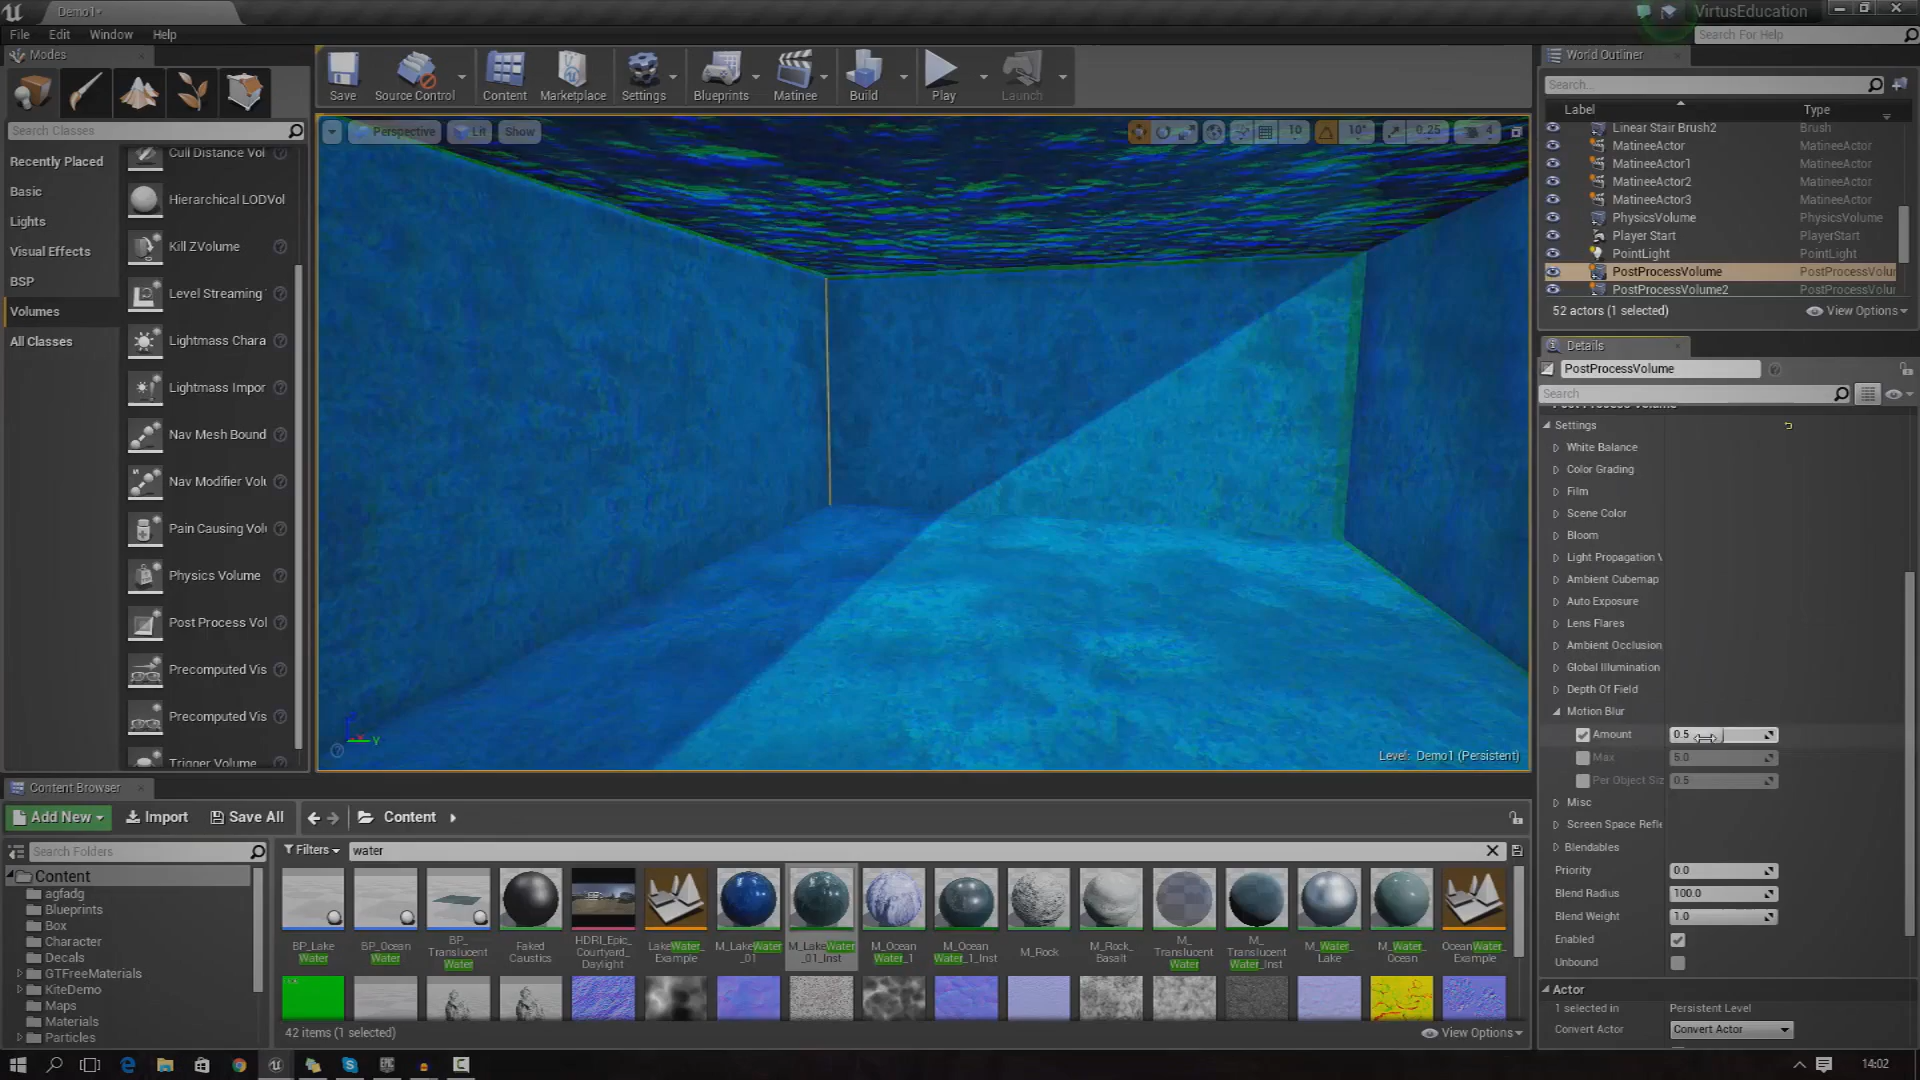 Demo1*
VirtusEducation
File Edit Window Help
Search For Help
Modes
Search Classes
Recently Placed
Basic
Lights
Visual Effects
BSP
Volumes
All Classes
Cull Distance Vol
Hierarchical LODVol
Kill ZVolume
Level Streaming
Lightmass Chara
Lightmass Impor
Nav Mesh Bound
Nav Modifier Volu
Pain Causing Vol
Physics Volume
Post Process Vol
Precomputed Vis
Precomputed Vis
Trigger Volume
Save Source Control Content Marketplace Settings Blueprints Matinee Build Play Launch
Perspective Lit Show
10 10° 0.25 4
Level: Demo1 (Persistent)
World Outliner
Search...
Label Type
Linear Stair Brush2 Brush
MatineeActor MatineeActor
MatineeActor1 MatineeActor
MatineeActor2 MatineeActor
MatineeActor3 MatineeActor
PhysicsVolume PhysicsVolume
Player Start PlayerStart
PointLight PointLight
PostProcessVolume PostProcessVolur
PostProcessVolume2 PostProcessVolur
52 actors (1 selected) View Options
Details
PostProcessVolume
Search
Settings
White Balance
Color Grading
Film
Scene Color
Bloom
Light Propagation V
Ambient Cubemap
Auto Exposure
Lens Flares
Ambient Occlusion
Global Illumination
Depth Of Field
Motion Blur
Amount 0.5
Max 5.0
Per Object Siz 0.5
Misc
Screen Space Refle
Blendables
Priority 0.0
Blend Radius 100.0
Blend Weight 1.0
Enabled
Unbound
Actor
1 selected in Persistent Level
Convert Actor Convert Actor
Content Browser
Add New Import Save All Content
Search Folders
Filters water
Content
agfadg
Blueprints
Box
Character
Decals
GTFreeMaterials
KiteDemo
Maps
Materials
Particles
BP_Lake Water
BP_Ocean Water
BP_ Translucent Water
Faked Caustics
HDRI_Epic_ Courtyard_ Daylight
LakeWater_ Example
M_LakeWater _01
M_LakeWater _01_Inst
M_Ocean Water_1
M_Ocean Water_1_Inst
M_Rock
M_Rock_ Basalt
M_ Translucent Water
M_ Translucent Water_Inst
M_Water_ Lake
M_Water_ Ocean
OceanWater_ Example
42 items (1 selected) View Options
14:02